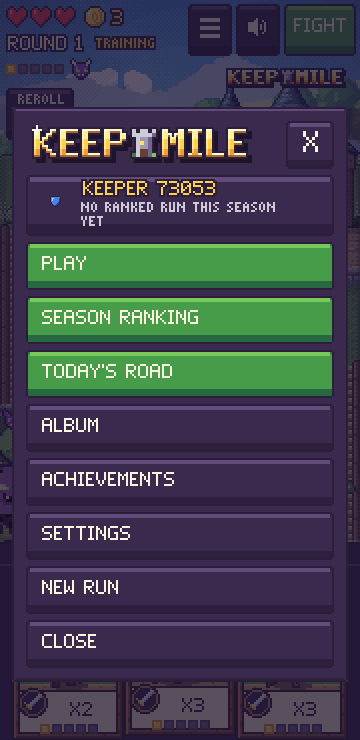 3
FIGHT
ROUND 1 TRAINING
KEEP MILE
REROLL
KEEP MILE
X
KEEPER 73053
NO RANKED RUN THIS SEASON
YET
PLAY
SEASON RANKING
TODAY'S ROAD
ALBUM
ACHIEVEMENTS
SETTINGS
NEW RUN
CLOSE
X2
X3
X3